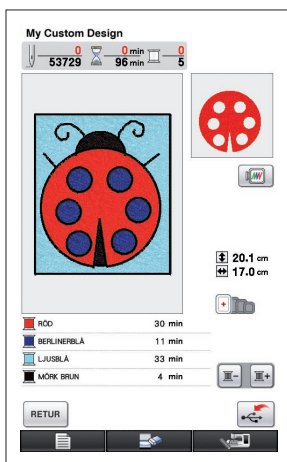 My Custom Design
0 0 min 0
53729 96 min 5
20.1 cm
17.0 cm
RÖD 30 min
BERLINERBLÅ 11 min
LJUSBLÅ 33 min
MÖRK BRUN 4 min
RETUR